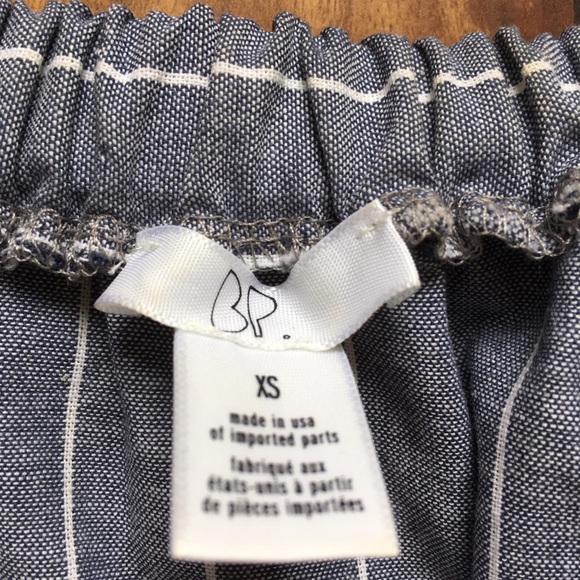 BP.
XS
made in usa
of imported parts
fabriqué aux
états-unis à partir
de pièces importées